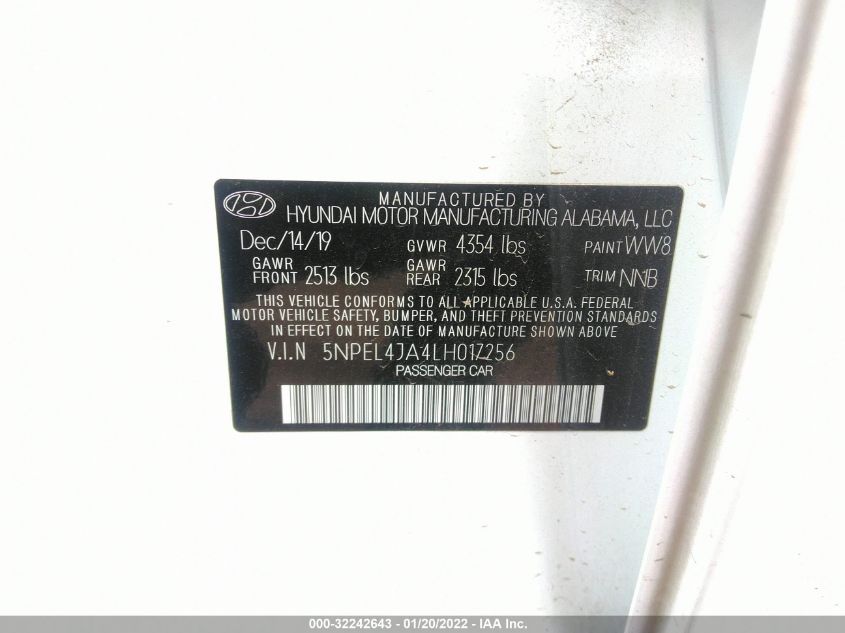 MANUFACTURED BY
HYUNDAI MOTOR MANUFACTURING ALABAMA, LLC
Dec/14/19 GVWR 4354 lbs PAINT WW8
GAWR FRONT 2513 lbs GAWR REAR 2315 lbs TRIM NNB
THIS VEHICLE CONFORMS TO ALL APPLICABLE U.S.A. FEDERAL
MOTOR VEHICLE SAFETY, BUMPER, AND THEFT PREVENTION STANDARDS
IN EFFECT ON THE DATE OF MANUFACTURE SHOWN ABOVE.
V.I.N 5NPEL4JA4LH017256
PASSENGER CAR
000-32242643 - 01/20/2022 - IAA Inc.